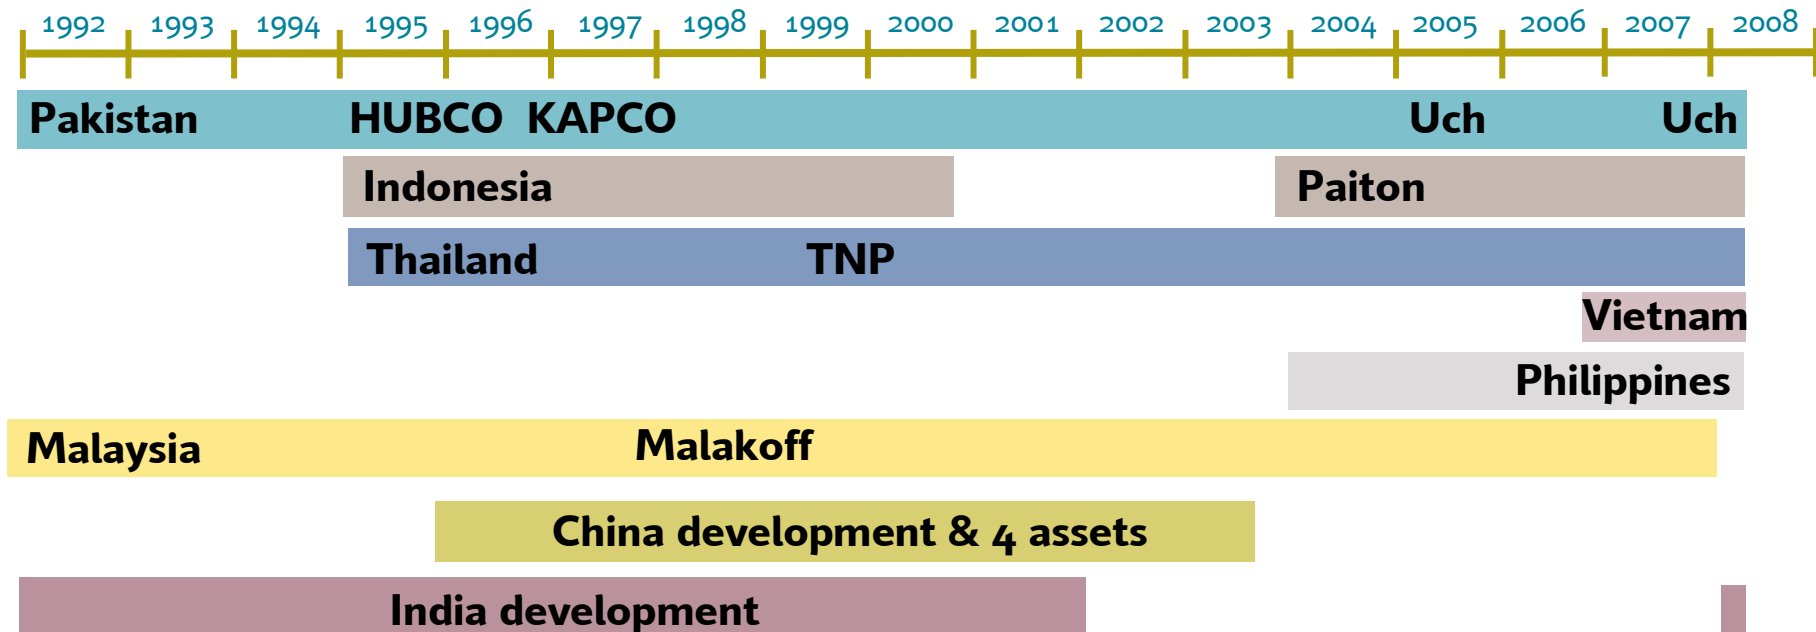 1992 1993 1994 1995 1996 1997 1998 1999 2000 2001 2002 2003 2004 2005 2006 2007 2008
Pakistan HUBCO KAPCO Uch Uch
Indonesia Paiton
Thailand TNP
Vietnam
Philippines
Malaysia Malakoff
China development & 4 assets
India development